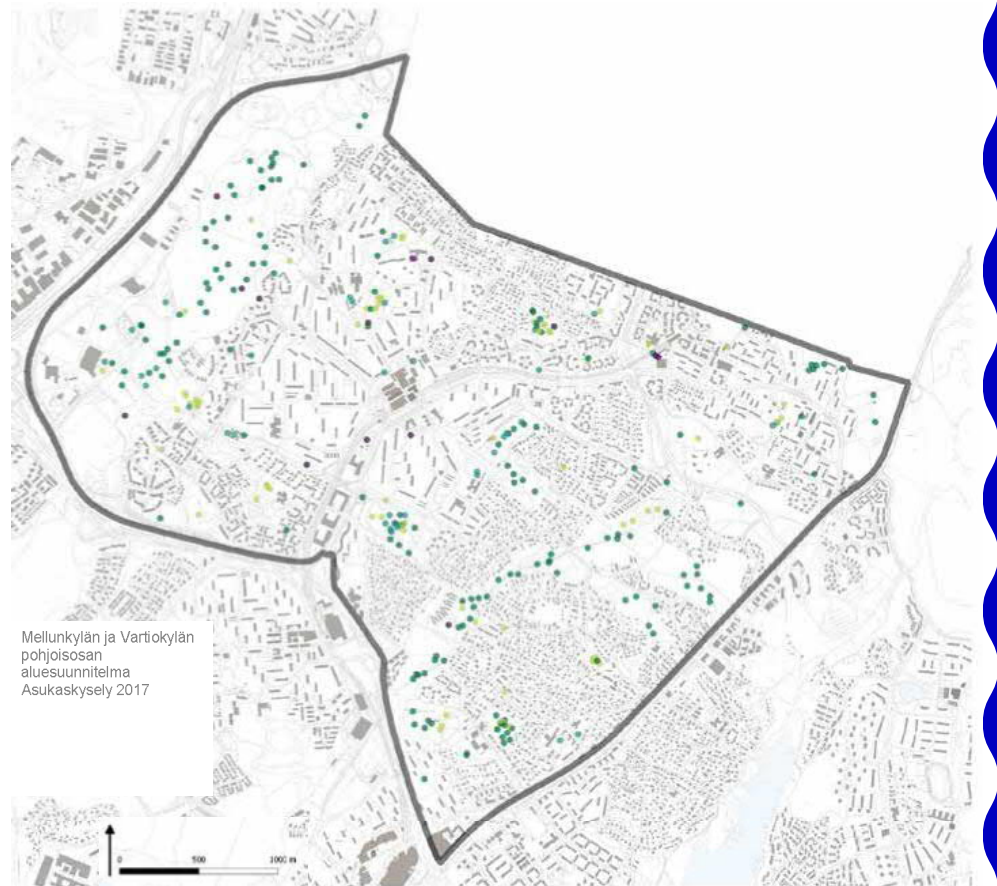 Mellunkylän ja Vartiokylän
pohjoisosan
aluesuunnitelma
Asukaskysely 2017
0 500 1000 m